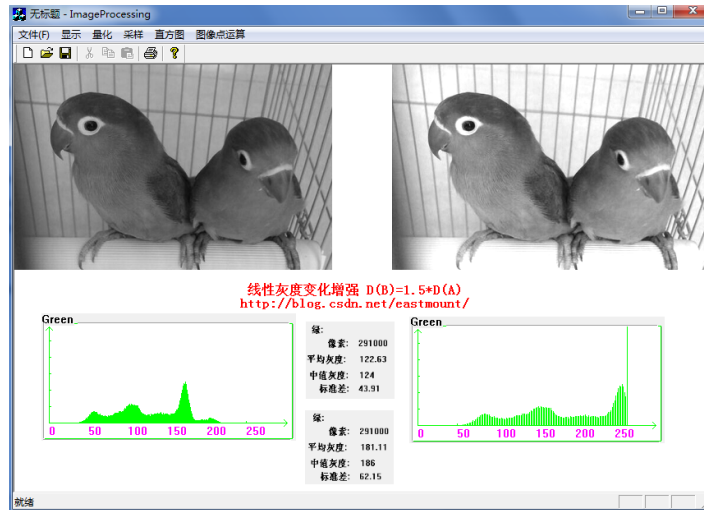 无标题 - ImageProcessing
文件(F) 显示 量化 采样 直方图 图像点运算
线性灰度变化增强 D(B)=1.5*D(A)
http://blog.csdn.net/eastmount/
Green
0 50 100 150 200 250
绿:
像素: 291000
平均灰度: 122.63
中值灰度: 124
标准差: 43.91
绿:
像素: 291000
平均灰度: 181.11
中值灰度: 186
标准差: 62.15
Green
0 50 100 150 200 250
就绪